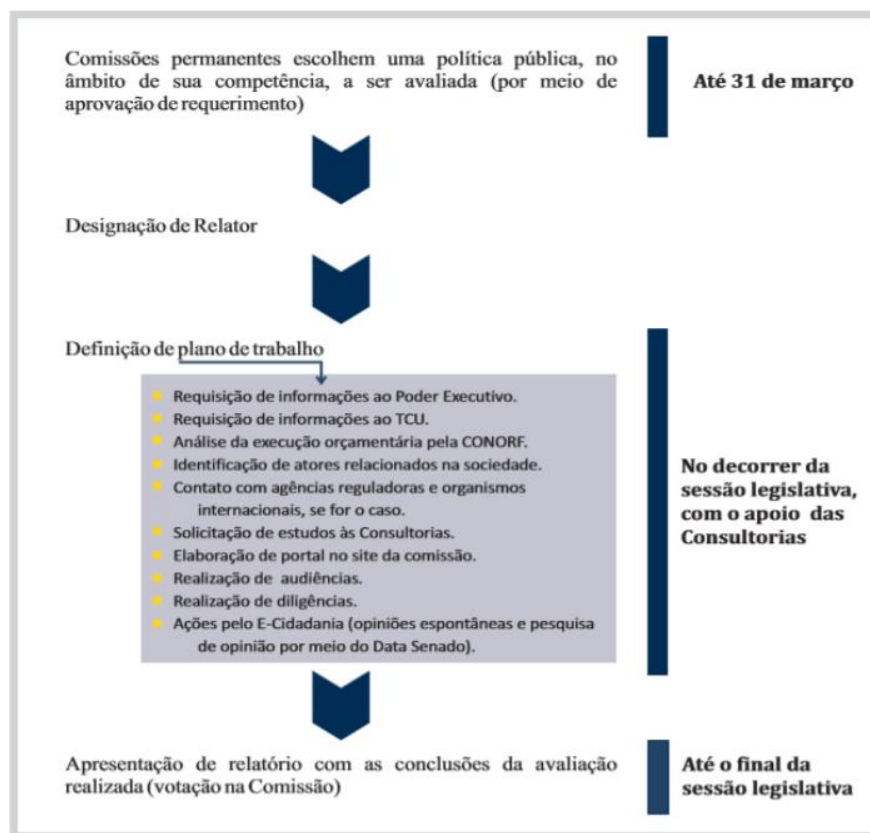 Comissões permanentes escolhem uma política pública, no
âmbito de sua competência, a ser avaliada (por meio de
aprovação de requerimento)
Até 31 de março
Designação de Relator
Definição de plano de trabalho
Requisição de informações ao Poder Executivo.
Requisição de informações ao TCU.
Análise da execução orçamentária pela CONORF.
Identificação de atores relacionados na sociedade.
Contato com agências reguladoras e organismos
internacionais, se for o caso.
Solicitação de estudos às Consultorias.
Elaboração de portal no site da comissão.
Realização de audiências.
Realização de diligências.
Ações pelo E-Cidadania (opiniões espontâneas e pesquisa
de opinião por meio do Data Senado).
No decorrer da
sessão legislativa,
com o apoio das
Consultorias
Apresentação de relatório com as conclusões da avaliação
realizada (votação na Comissão)
Até o final da
sessão legislativa